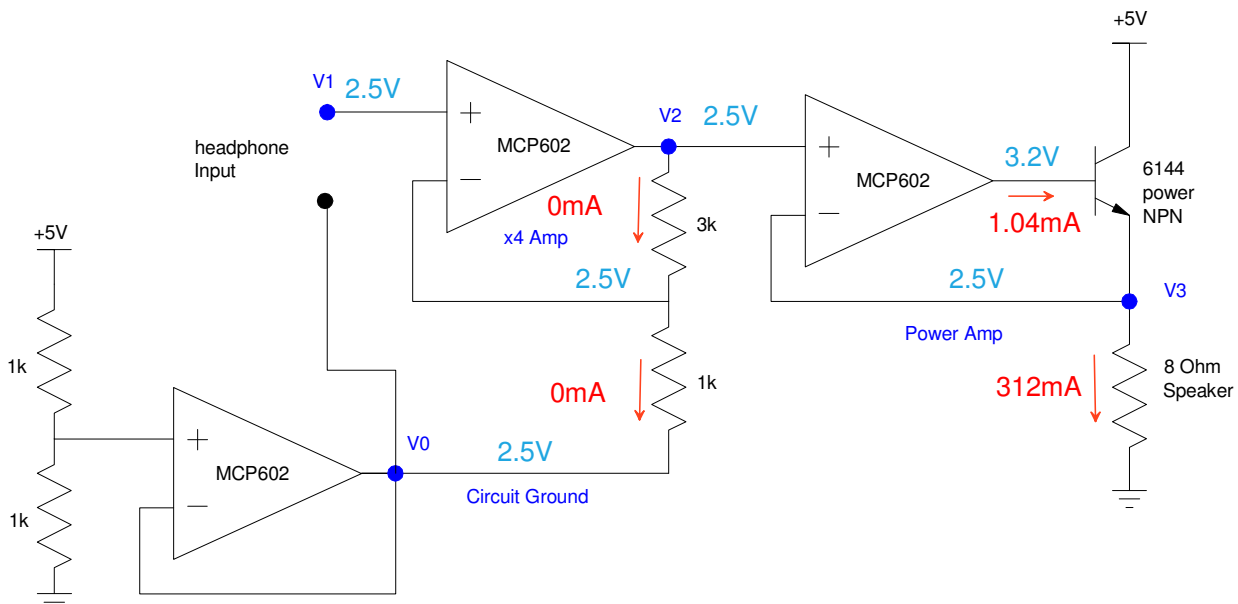 +5V
V1
2.5V
headphone
Input
+
−
MCP602
x4 Amp
V2
2.5V
0mA
3k
2.5V
+
−
MCP602
3.2V
1.04mA
6144
power
NPN
2.5V
V3
Power Amp
+5V
1k
1k
+
−
MCP602
V0
2.5V
Circuit Ground
0mA
1k
312mA
8 Ohm
Speaker